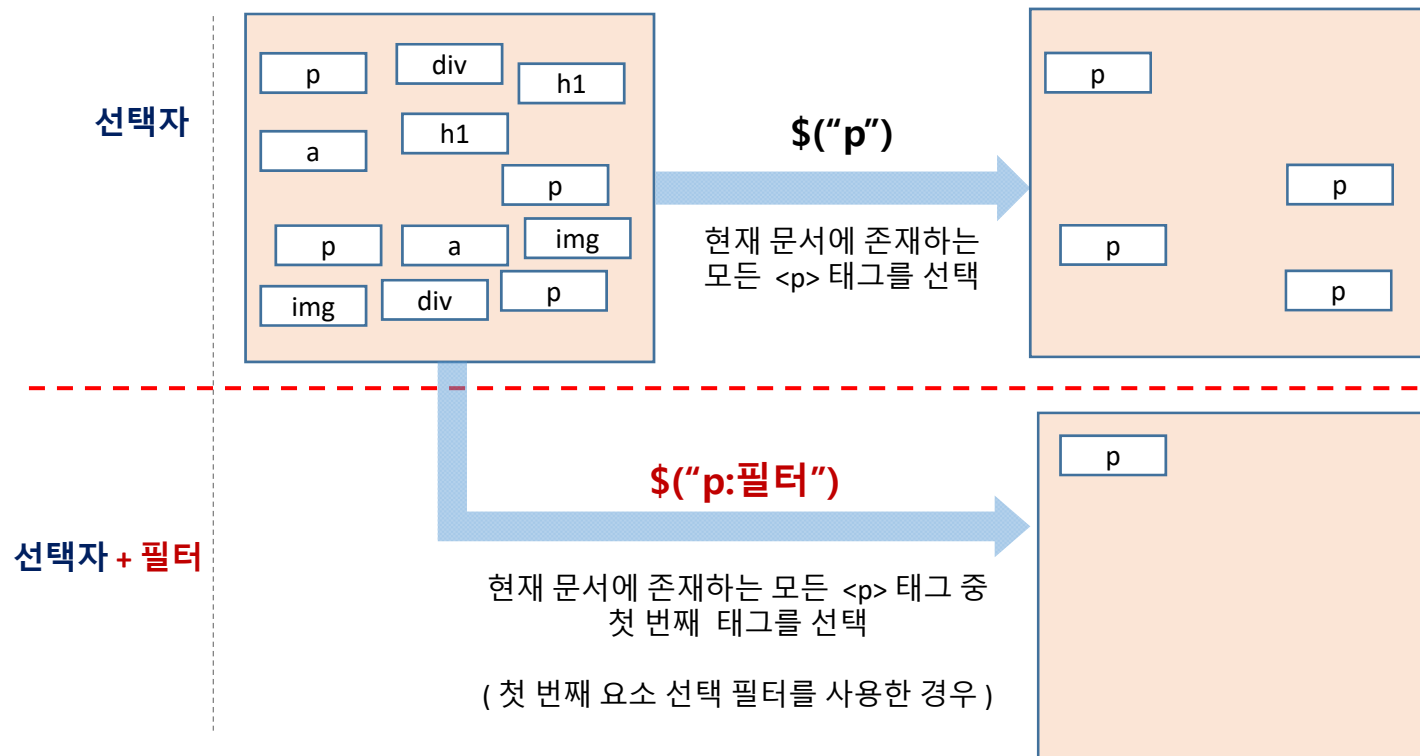 선택자
p
div
h1
a
h1
p
p
a
img
img
div
p
$(“p”)
현재 문서에 존재하는
모든 <p> 태그를 선택
p
p
p
p
선택자 + 필터
$(“p:필터”)
현재 문서에 존재하는 모든 <p> 태그 중
첫 번째 태그를 선택
( 첫 번째 요소 선택 필터를 사용한 경우 )
p